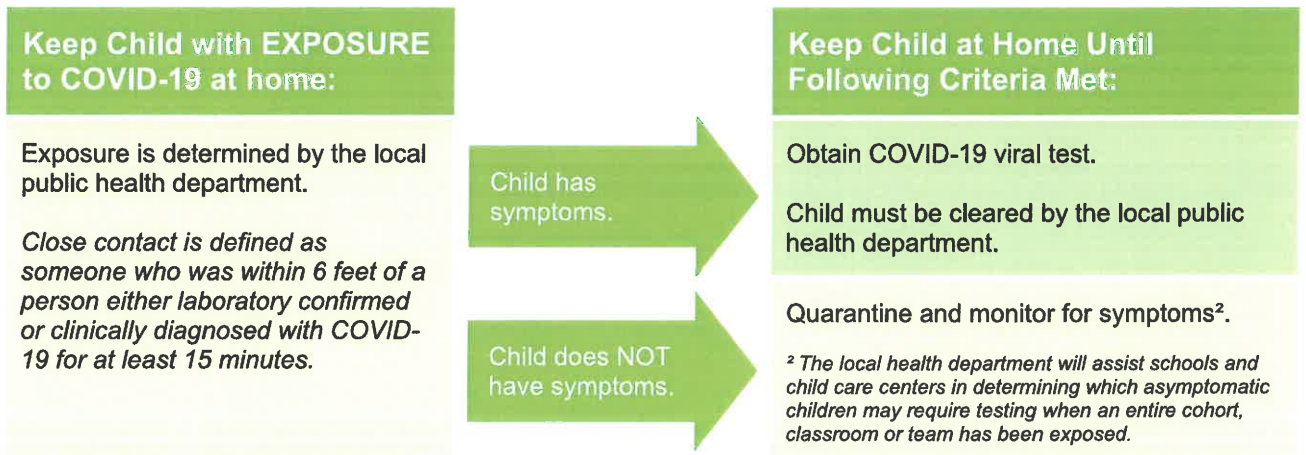 Keep Child with EXPOSURE
to COVID-19 at home:
Exposure is determined by the local
public health department.
Close contact is defined as
someone who was within 6 feet of a
person either laboratory confirmed
or clinically diagnosed with COVID-
19 for at least 15 minutes.
Child has
symptoms.
Child does NOT
have symptoms.
Keep Child at Home Until
Following Criteria Met:
Obtain COVID-19 viral test.
Child must be cleared by the local public
health department.
Quarantine and monitor for symptoms².
² The local health department will assist schools and
child care centers in determining which asymptomatic
children may require testing when an entire cohort,
classroom or team has been exposed.